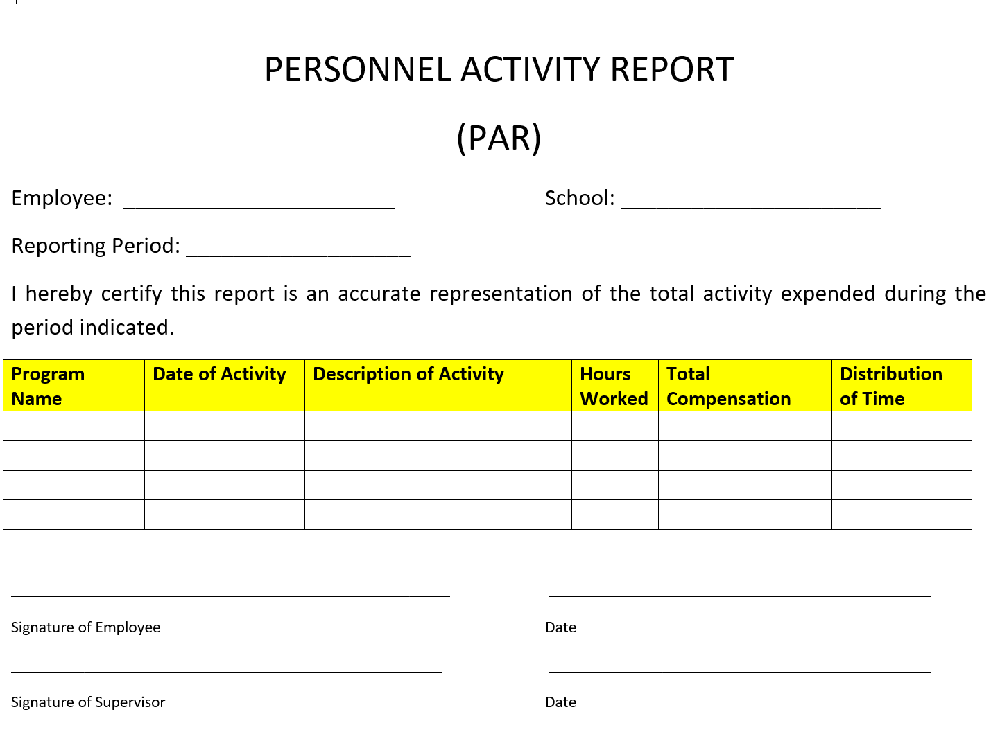 PERSONNEL ACTIVITY REPORT
(PAR)
Employee: _______________________ School: ______________________
Reporting Period: ___________________
I hereby certify this report is an accurate representation of the total activity expended during the
period indicated.
Program Name Date of Activity Description of Activity Hours Worked Total Compensation Distribution of Time
Signature of Employee Date
Signature of Supervisor Date